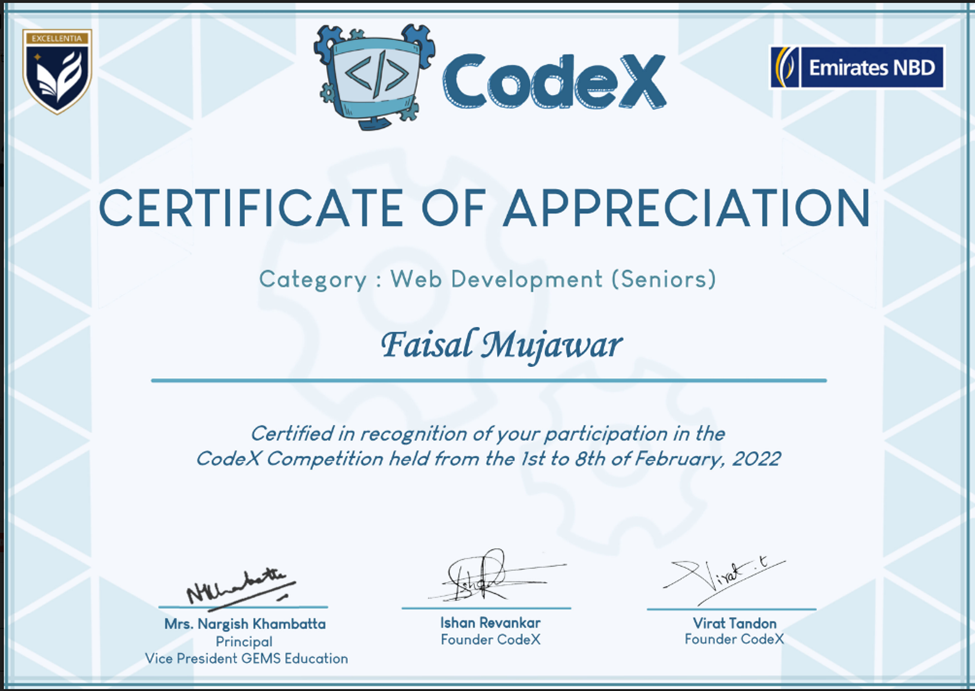 EXCELLENTIA
</> CodeX
Emirates NBD
CERTIFICATE OF APPRECIATION
Category : Web Development (Seniors)
Faisal Mujawar
Certified in recognition of your participation in the
CodeX Competition held from the 1st to 8th of February, 2022
NKhambatta
Ishan R
Virat.t
Mrs. Nargish Khambatta
Principal
Vice President GEMS Education
Ishan Revankar
Founder CodeX
Virat Tandon
Founder CodeX